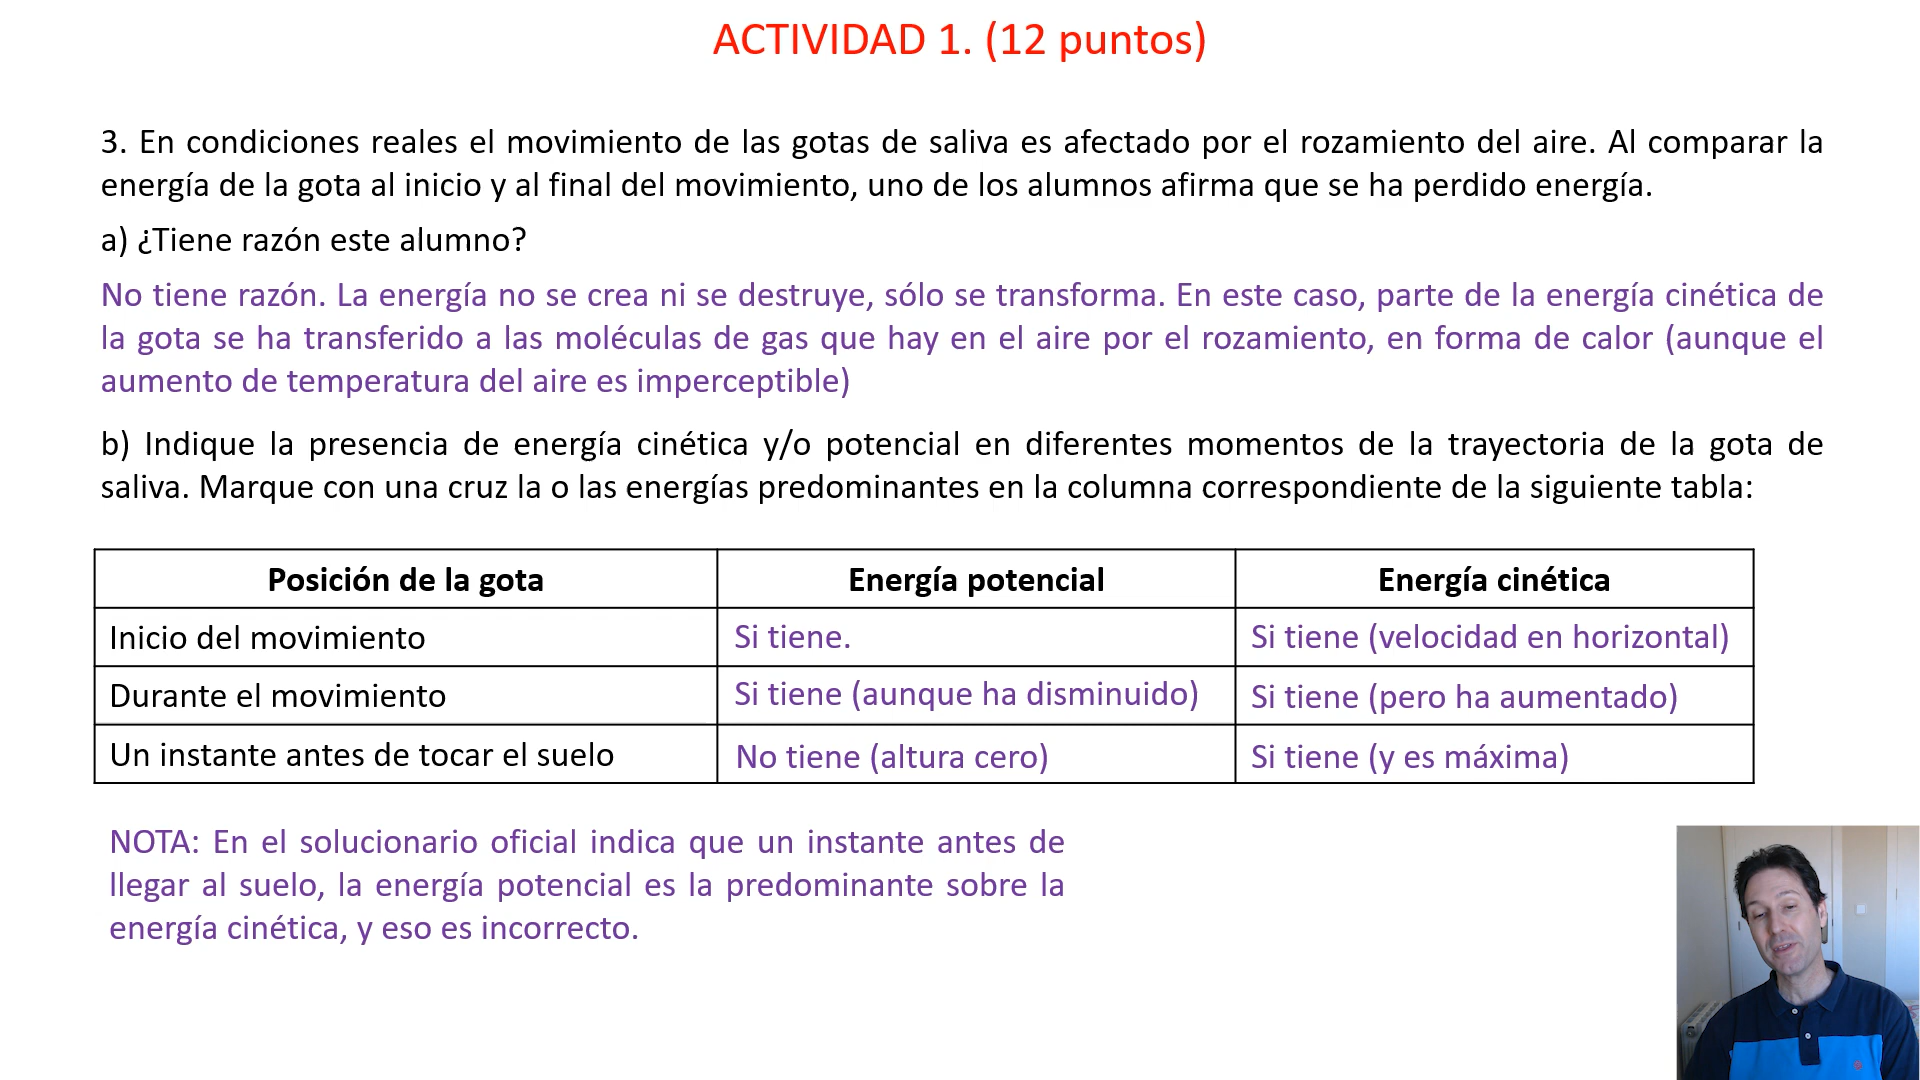 ACTIVIDAD 1. (12 puntos)
3. En condiciones reales el movimiento de las gotas de saliva es afectado por el rozamiento del aire. Al comparar la
energía de la gota al inicio y al final del movimiento, uno de los alumnos afirma que se ha perdido energía.
a) ¿Tiene razón este alumno?
No tiene razón. La energía no se crea ni se destruye, sólo se transforma. En este caso, parte de la energía cinética de
la gota se ha transferido a las moléculas de gas que hay en el aire por el rozamiento, en forma de calor (aunque el
aumento de temperatura del aire es imperceptible)
b) Indique la presencia de energía cinética y/o potencial en diferentes momentos de la trayectoria de la gota de
saliva. Marque con una cruz la o las energías predominantes en la columna correspondiente de la siguiente tabla:
Posición de la gota Energía potencial Energía cinética
Inicio del movimiento Si tiene. Si tiene (velocidad en horizontal)
Durante el movimiento Si tiene (aunque ha disminuido) Si tiene (pero ha aumentado)
Un instante antes de tocar el suelo No tiene (altura cero) Si tiene (y es máxima)
NOTA: En el solucionario oficial indica que un instante antes de
llegar al suelo, la energía potencial es la predominante sobre la
energía cinética, y eso es incorrecto.